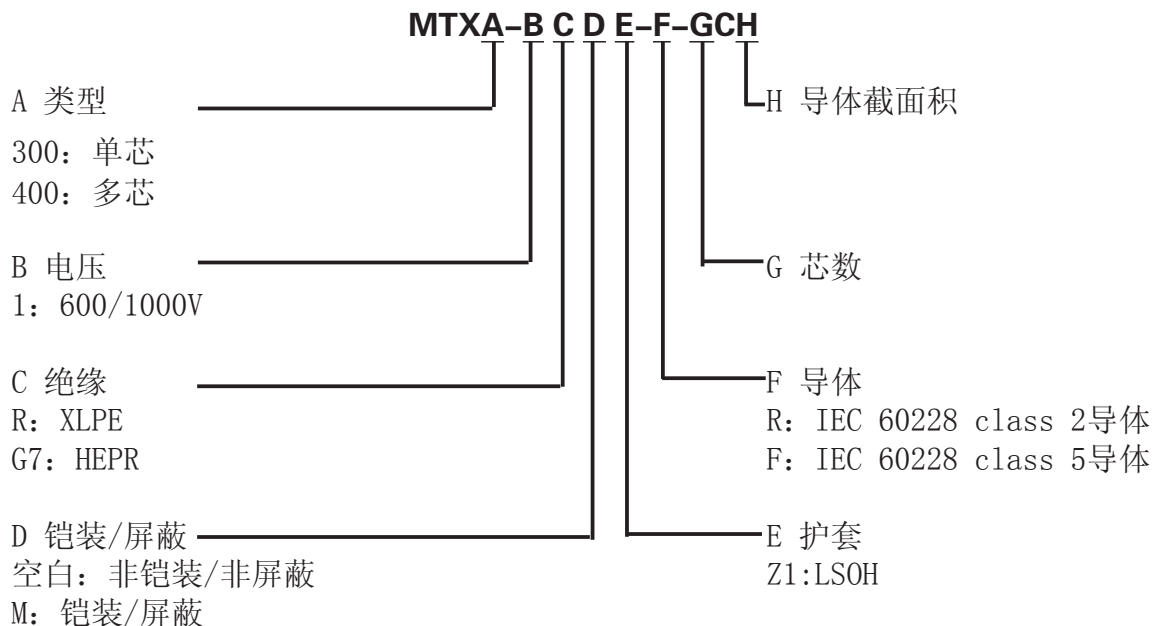 MTXA-B C D E-F-GCH
A 类型
300: 单芯
400: 多芯
B 电压
1: 600/1000V
C 绝缘
R: XLPE
G7: HEPR
D 铠装/屏蔽
空白: 非铠装/非屏蔽
M: 铠装/屏蔽
H 导体截面积
G 芯数
F 导体
R: IEC 60228 class 2导体
F: IEC 60228 class 5导体
E 护套
Z1:LSOH